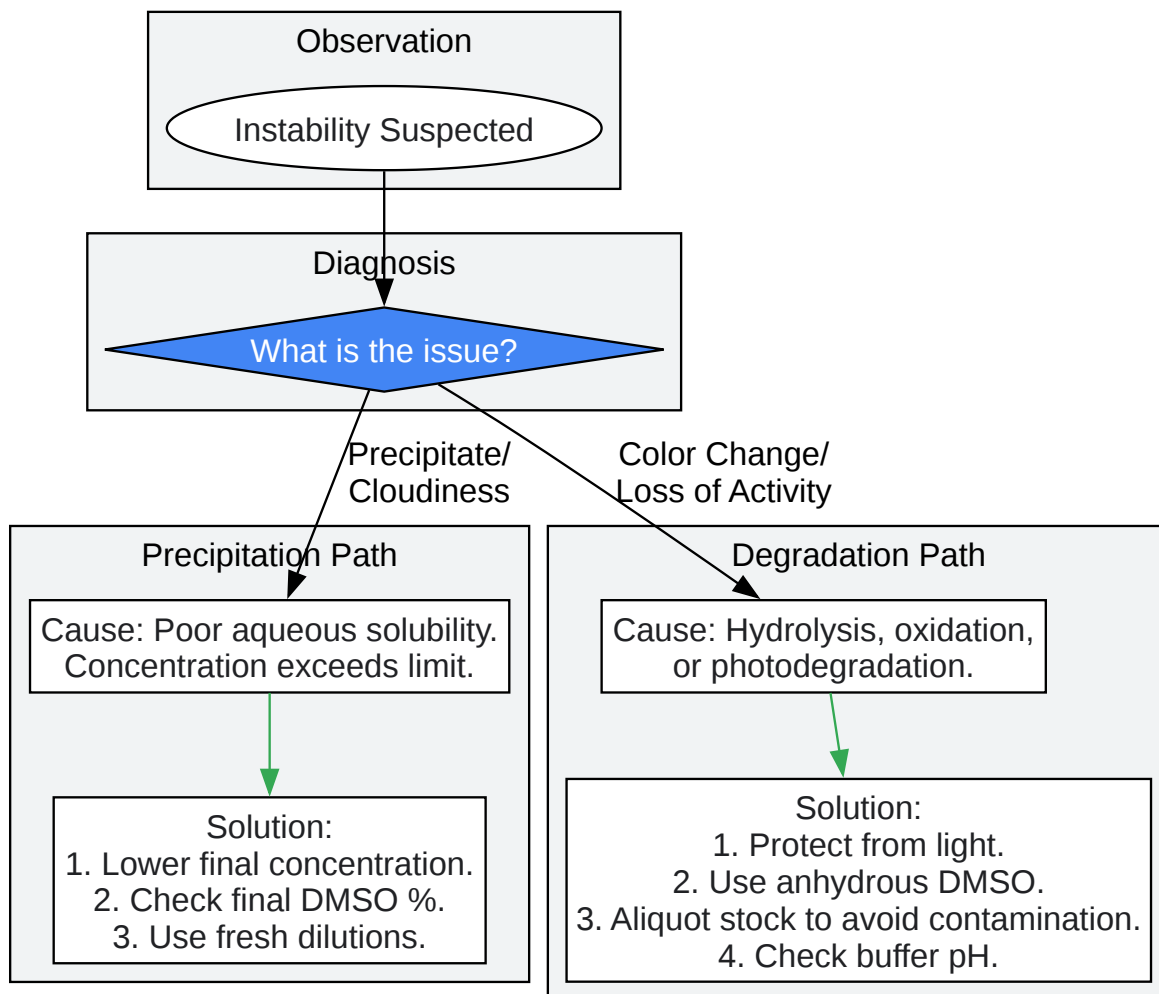 Observation
Instability Suspected
Diagnosis
What is the issue?
Precipitate/
Cloudiness
Color Change/
Loss of Activity
Precipitation Path
Cause: Poor aqueous solubility.
Concentration exceeds limit.
Solution:
1. Lower final concentration.
2. Check final DMSO %.
3. Use fresh dilutions.
Degradation Path
Cause: Hydrolysis, oxidation,
or photodegradation.
Solution:
1. Protect from light.
2. Use anhydrous DMSO.
3. Aliquot stock to avoid contamination.
4. Check buffer pH.